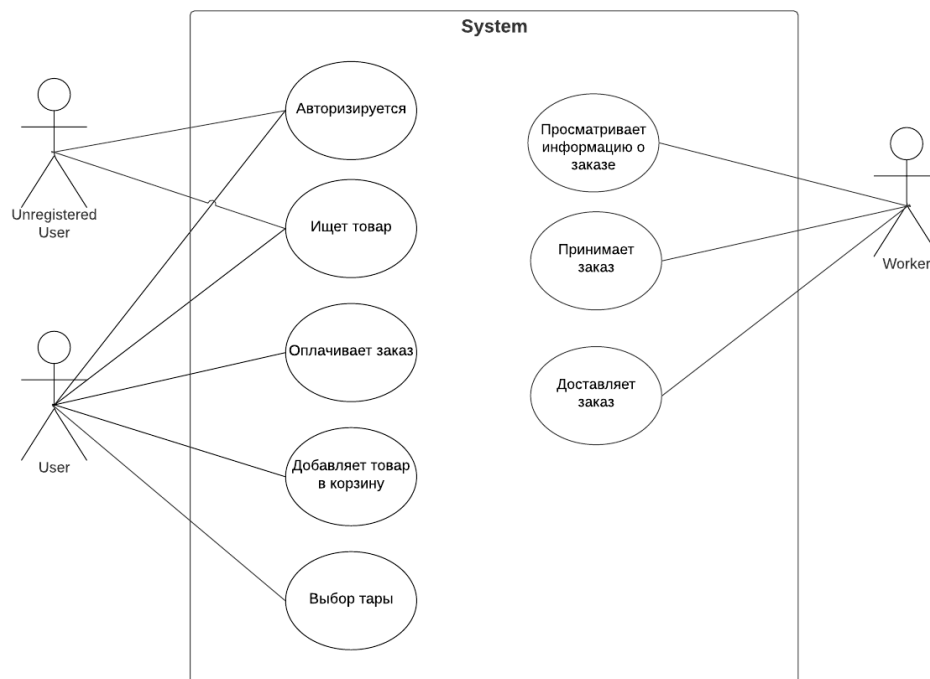 System
Авторизируется
Unregistered
User
Ищет товар
User
Оплачивает заказ
Добавляет товар
в корзину
Выбор тары
Просматривает
информацию о
заказе
Принимает
заказ
Доставляет
заказ
Worker